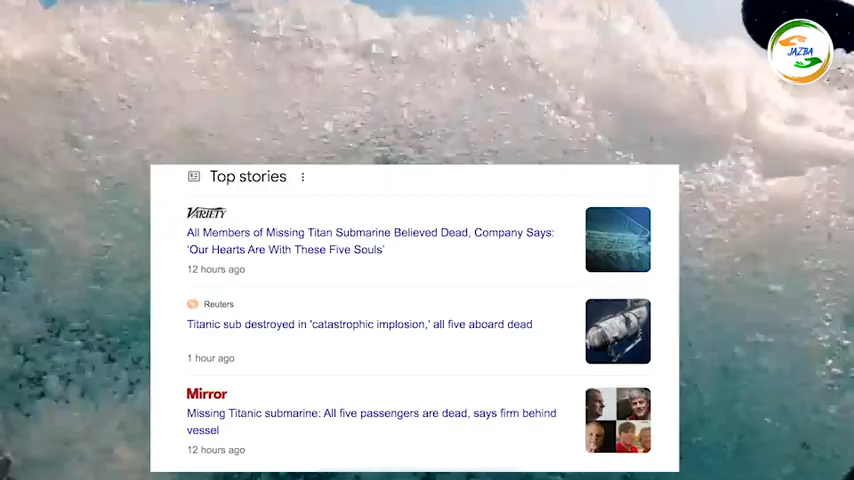 JAZBA
Top stories
VARIETY
All Members of Missing Titan Submarine Believed Dead, Company Says:
'Our Hearts Are With These Five Souls'
12 hours ago
Reuters
Titanic sub destroyed in 'catastrophic implosion,' all five aboard dead
1 hour ago
Mirror
Missing Titanic submarine: All five passengers are dead, says firm behind
vessel
12 hours ago